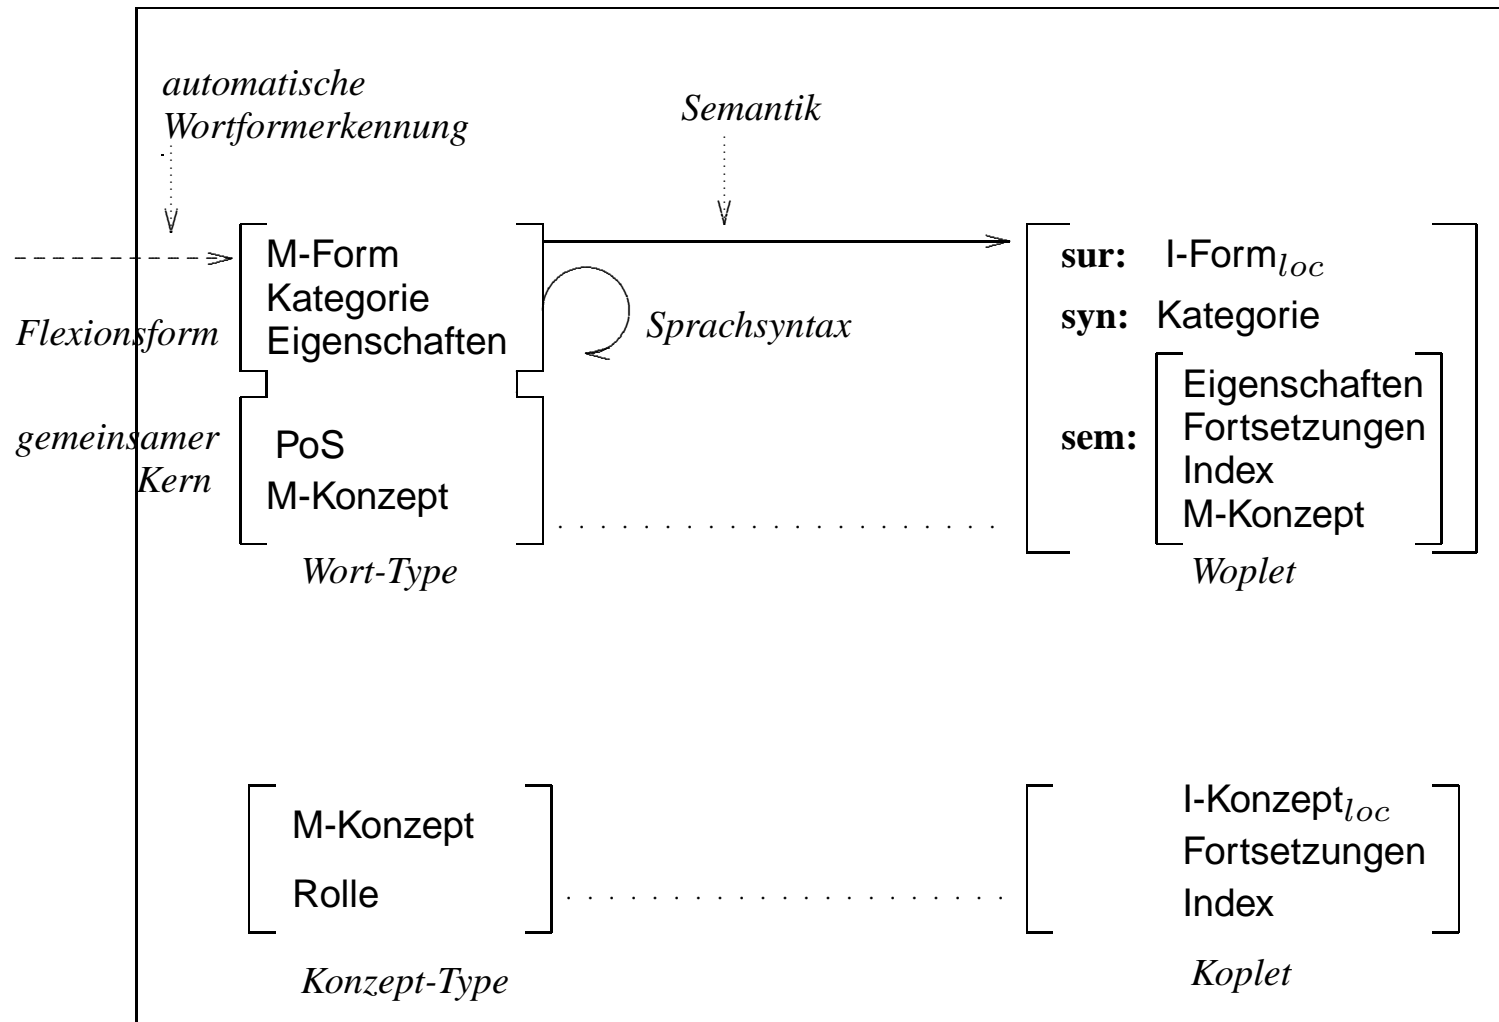 automatische
Wortformerkennung
Semantik
M-Form
Kategorie
Eigenschaften
Flexionsform
Sprachsyntax
sur: I-Form_loc
syn: Kategorie
sem:
Eigenschaften
Fortsetzungen
Index
M-Konzept
gemeinsamer
Kern
PoS
M-Konzept
Wort-Type
Woplet
M-Konzept
Rolle
Konzept-Type
I-Konzept_loc
Fortsetzungen
Index
Koplet